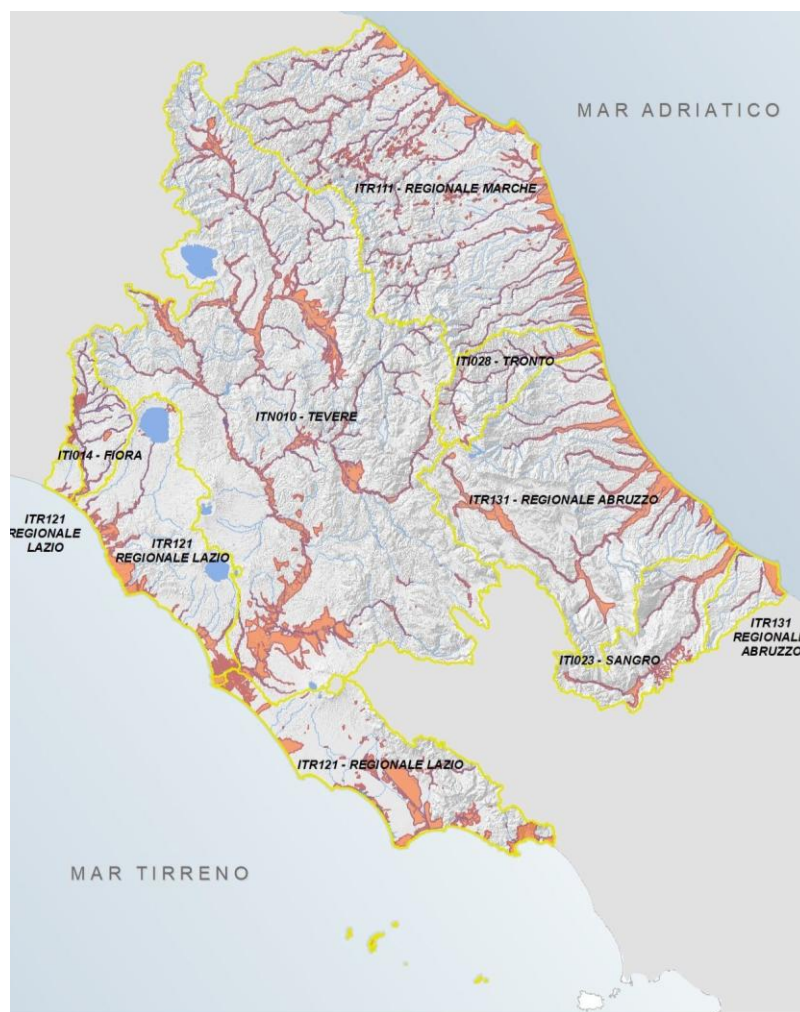 MAR ADRIATICO
ITR111 - REGIONALE MARCHE
ITI028 - TRONTO
ITN010 - TEVERE
ITI014 - FIORA
ITR131 - REGIONALE ABRUZZO
ITR121
REGIONALE
LAZIO
ITR121
REGIONALE LAZIO
ITR131
REGIONALE
ABRUZZO
ITI023 - SANGRO
ITR121 - REGIONALE LAZIO
MAR TIRRENO